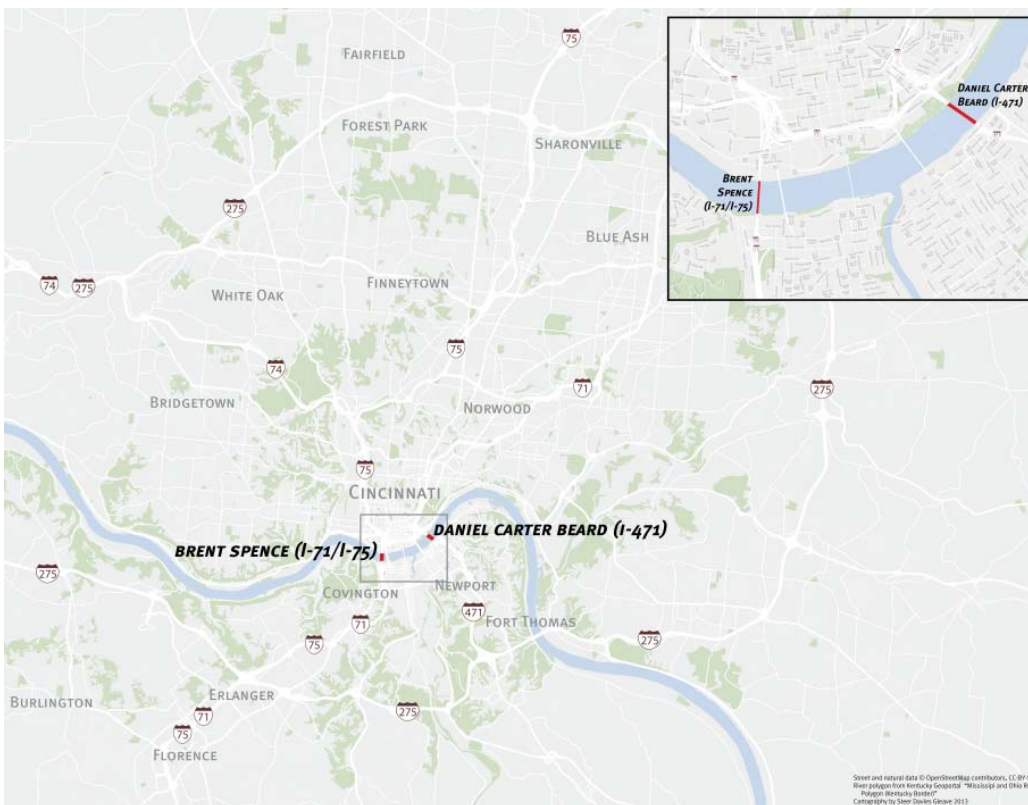 75
FAIRFIELD
FOREST PARK
SHARONVILLE
275
BLUE ASH
74
275
WHITE OAK
FINNEYTOWN
75
74
71
275
BRIDGETOWN
NORWOOD
75
CINCINNATI
DANIEL CARTER BEARD (I-471)
BRENT SPENCE (I-71/I-75)
275
COVINGTON
NEWPORT
471
71
FORT THOMAS
75
275
BURLINGTON
ERLANGER
71
275
75
FLORENCE
DANIEL CARTER
BEARD (I-471)
BRENT
SPENCE
(I-71/I-75)
Street and natural data © OpenStreetMap contributors, CC BY-
River polygon from Kentucky Geoportal "Mississippi and Ohio
Polygon (Kentucky Border)"
Cartography by Steer Davies Gleave 2013